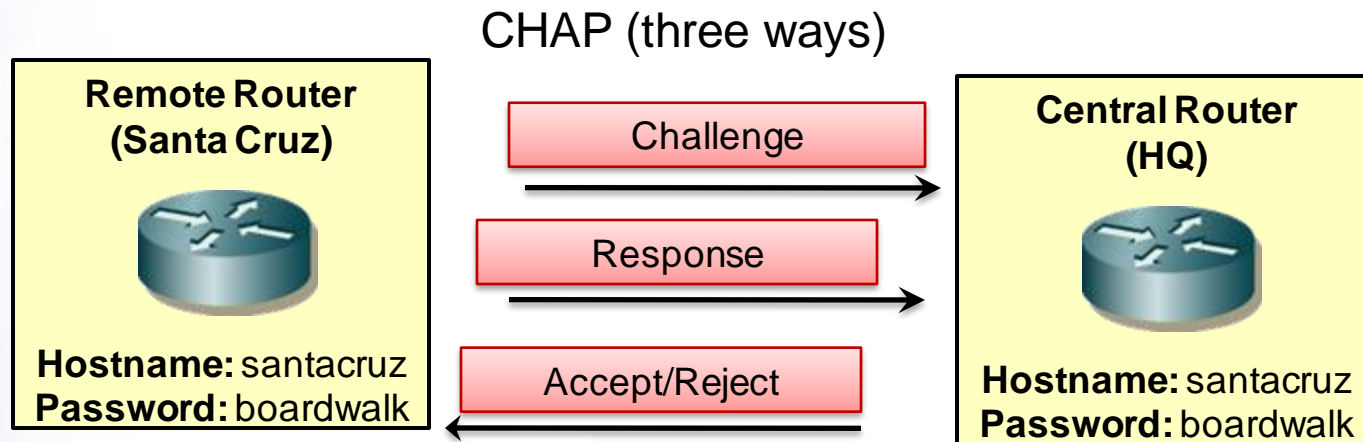 CHAP (three ways)
Remote Router
(Santa Cruz)
Hostname: santacruz
Password: boardwalk
Challenge
Response
Accept/Reject
Central Router
(HQ)
Hostname: santacruz
Password: boardwalk